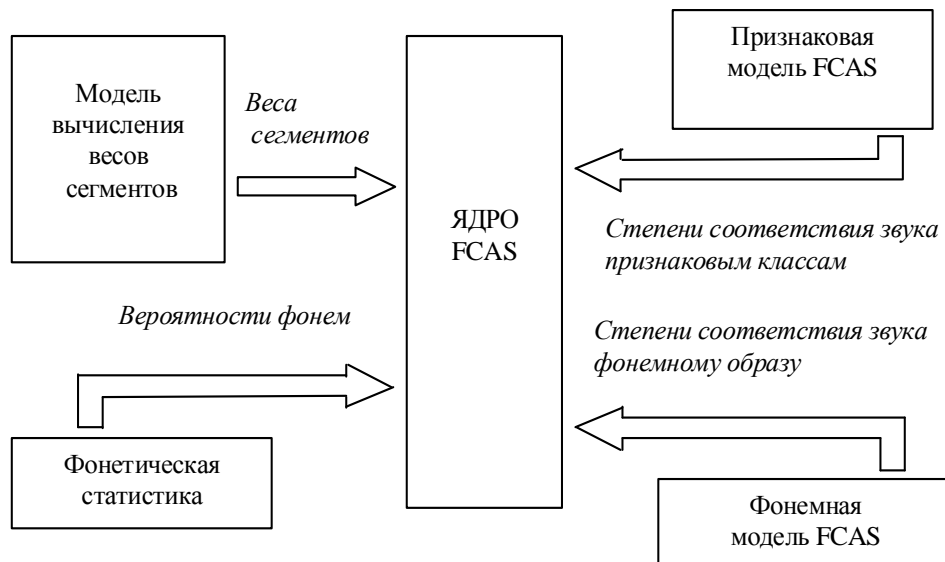 Модель
вычисления
весов
сегментов
Веса
сегментов
ЯДРО
FCAS
Признаковая
модель FCAS
Степени соответствия звука
признаковым классам
Вероятности фонем
Степени соответствия звука
фонемному образу
Фонетическая
статистика
Фонемная
модель FCAS